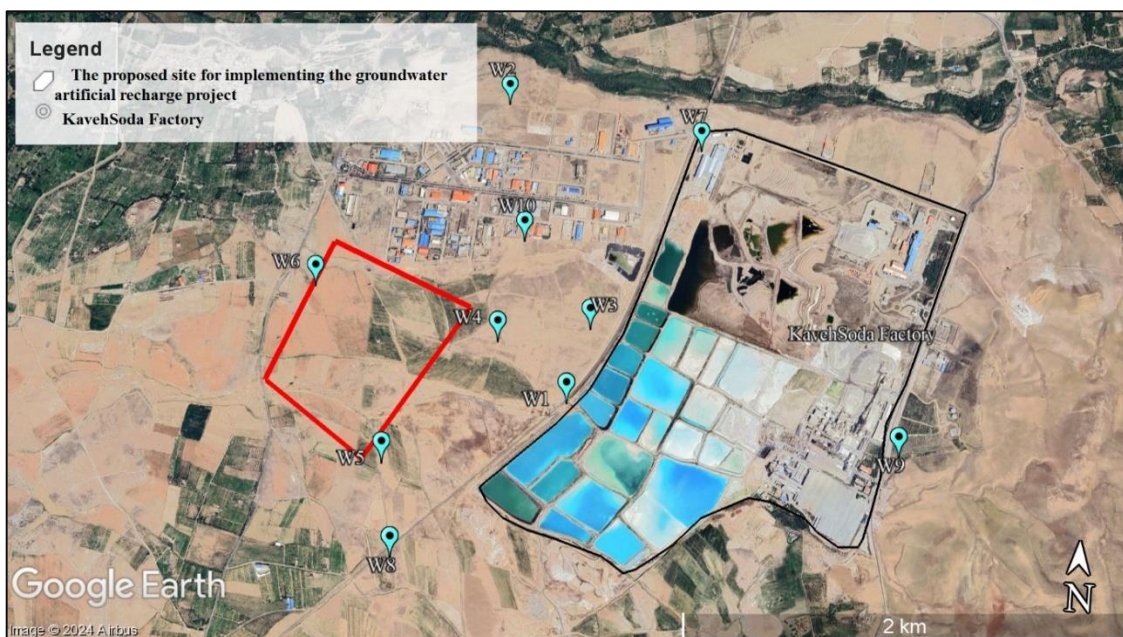 Legend
The proposed site for implementing the groundwater
artificial recharge project
KavehSoda Factory
W2
W7
W10
W6
W4
W3
W1
KavehSoda Factory
W5
W9
W8
Google Earth
Image © 2024 Airbus
N
2 km